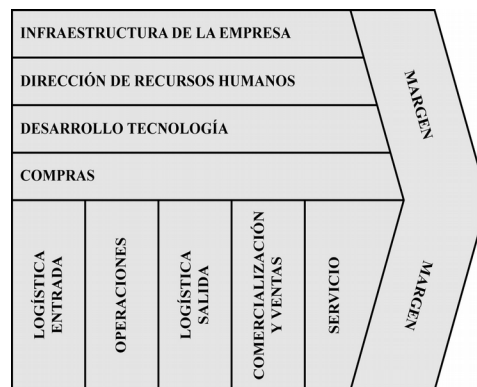 INFRAESTRUCTURA DE LA EMPRESA
DIRECCIÓN DE RECURSOS HUMANOS
DESARROLLO TECNOLOGÍA
COMPRAS
MARGEN
LOGÍSTICA
ENTRADA
OPERACIONES
LOGÍSTICA
SALIDA
COMERCIALIZACIÓN
Y VENTAS
SERVICIO
MARGEN